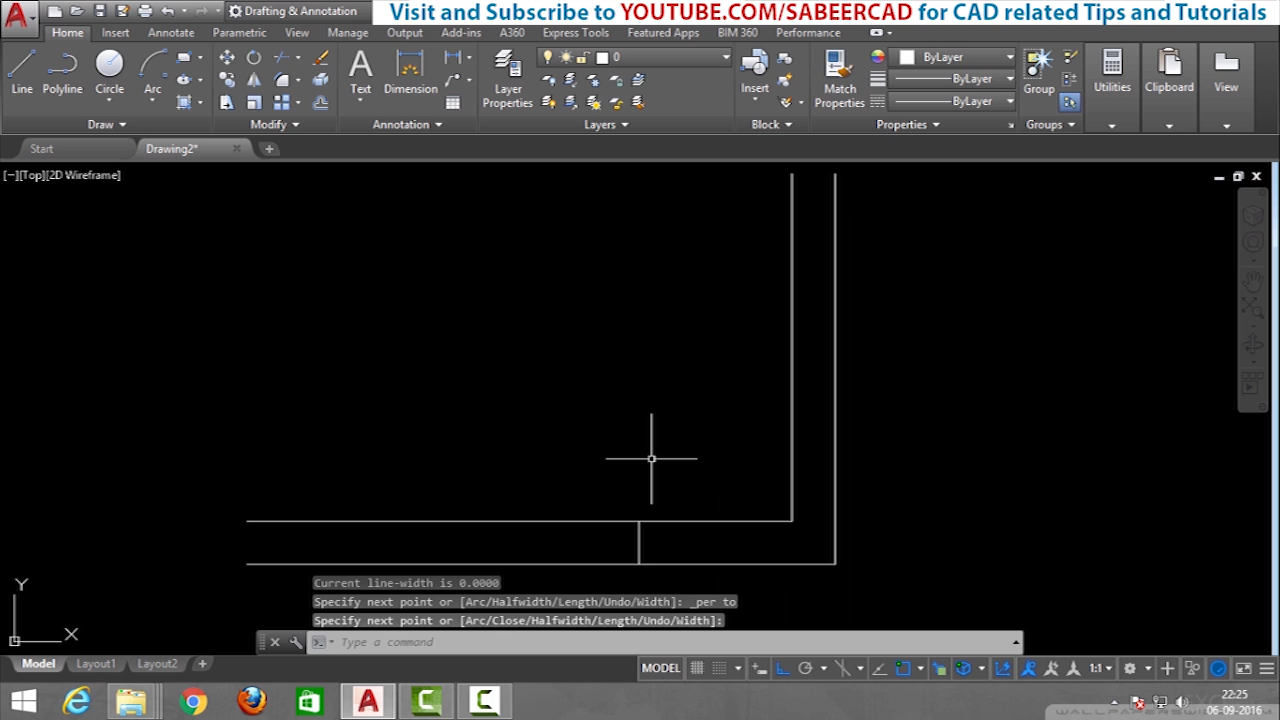 Drafting & Annotation
Visit and Subscribe to YOUTUBE.COM/SABEERCAD for CAD related Tips and Tutorials
Home Insert Annotate Parametric View Manage Output Add-ins A360 Express Tools Featured Apps BIM 360 Performance
Line Polyline Circle Arc
Text Dimension
Layer Properties
0
Insert
Match Properties
ByLayer
ByLayer
ByLayer
Group
Utilities
Clipboard
View
Draw Modify Annotation Layers Block Properties Groups
Start Drawing2*
[−][Top][2D Wireframe]
Current line-width is 0.0000
Specify next point or [Arc/Halfwidth/Length/Undo/Width]: _per to
Specify next point or [Arc/Close/Halfwidth/Length/Undo/Width]:
Type a command
Y
X
Model Layout1 Layout2
MODEL
1:1
22:25
06-09-2016